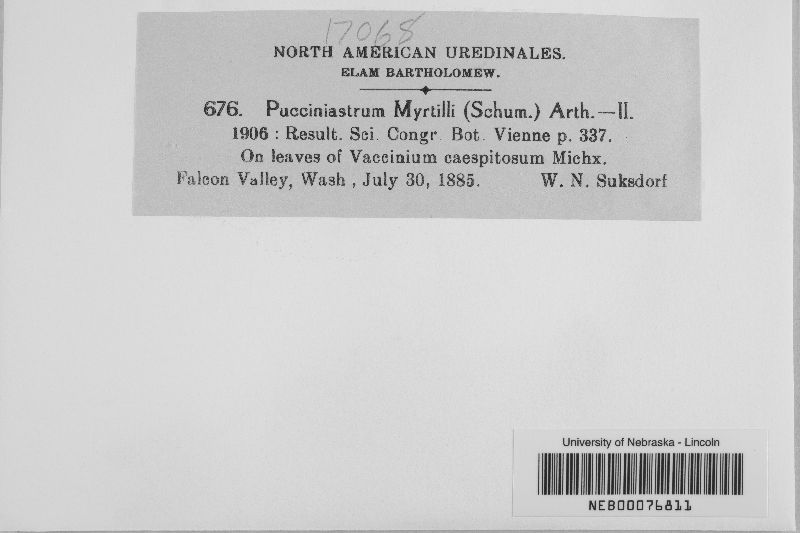 17068
NORTH AMERICAN UREDINALES.
ELAM BARTHOLOMEW.
676. Pucciniastrum Myrtilli (Schum.) Arth.—II.
1906 : Result. Sci. Congr. Bot. Vienne p. 337.
On leaves of Vaccinium caespitosum Michx.
Falcon Valley, Wash., July 30, 1885. W. N. Suksdorf
University of Nebraska - Lincoln
NEB00076811